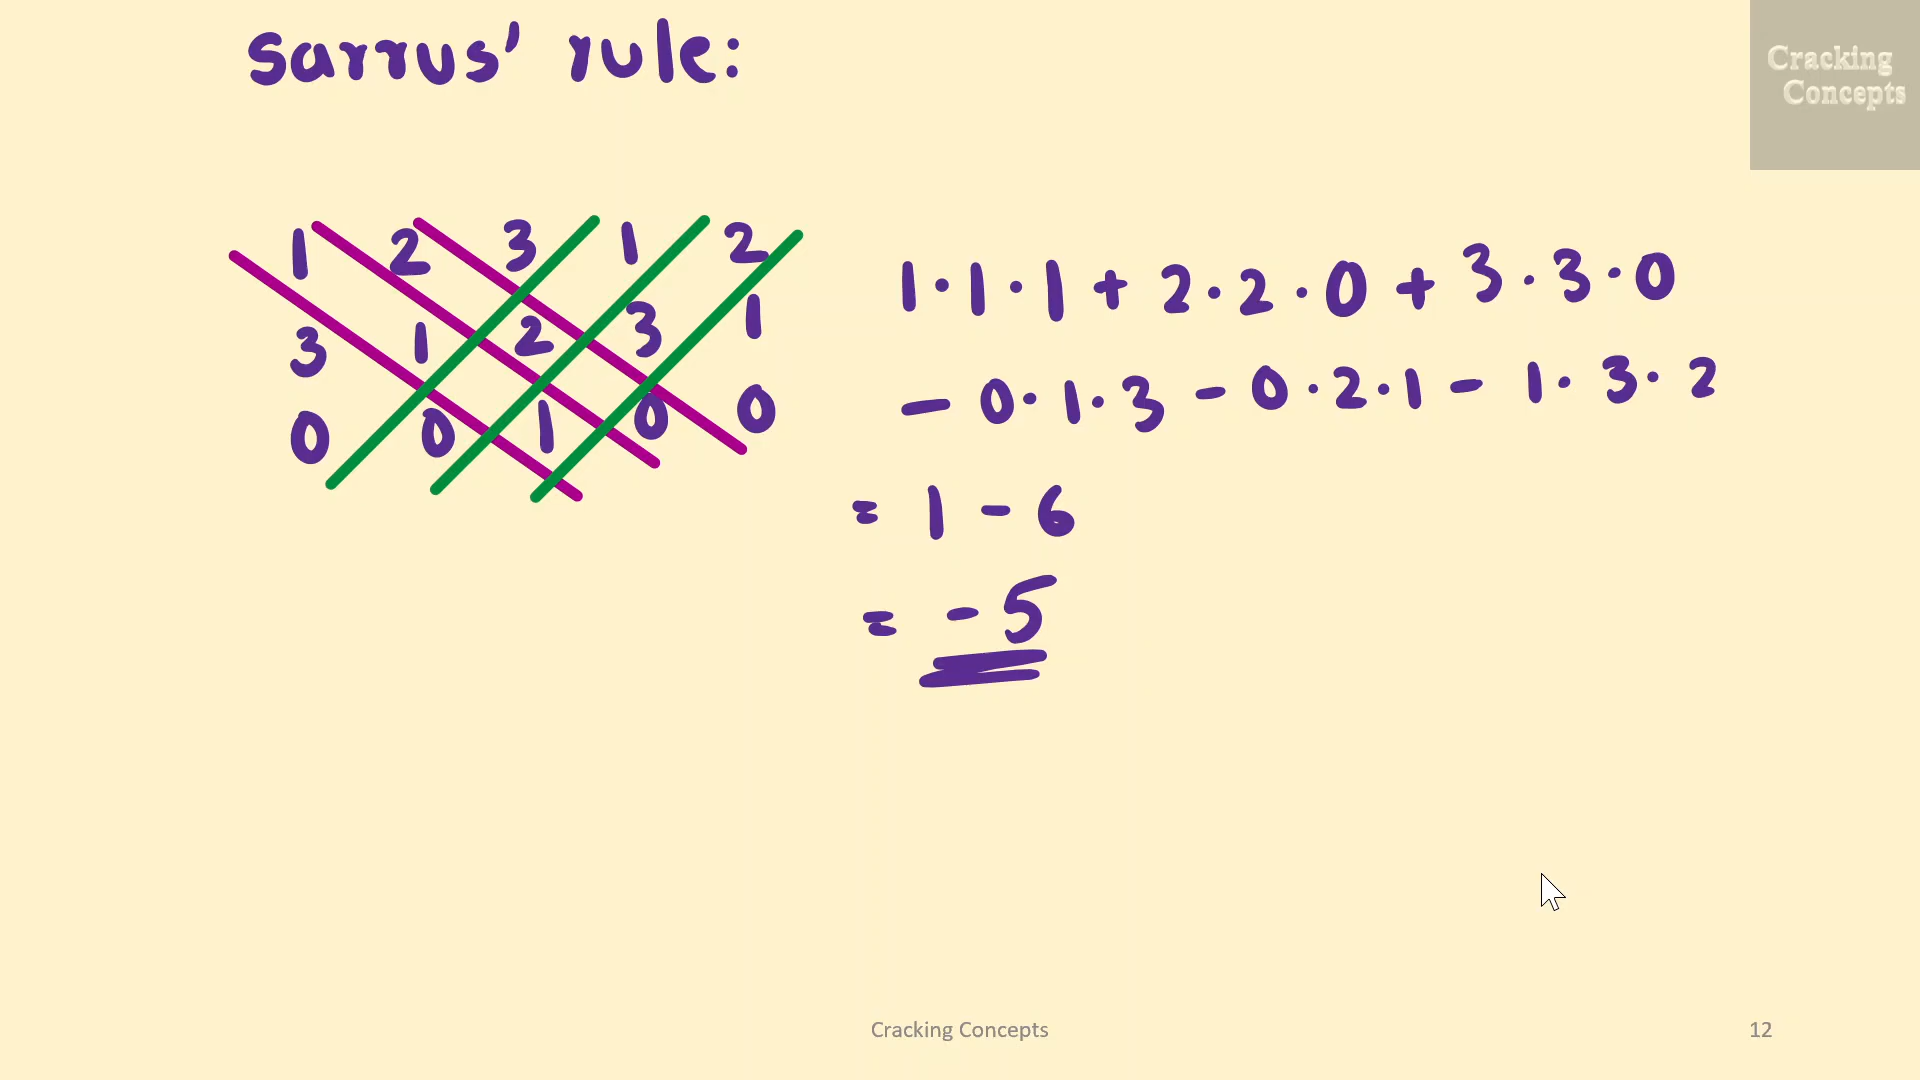 Sarrus' rule:
Cracking
Concepts
1 2 3 1 2
3 1 2 3 1
0 0 1 0 0
1·1·1 + 2·2·0 + 3·3·0
- 0·1·3 - 0·2·1 - 1·3·2
= 1 - 6
= -5
Cracking Concepts
12